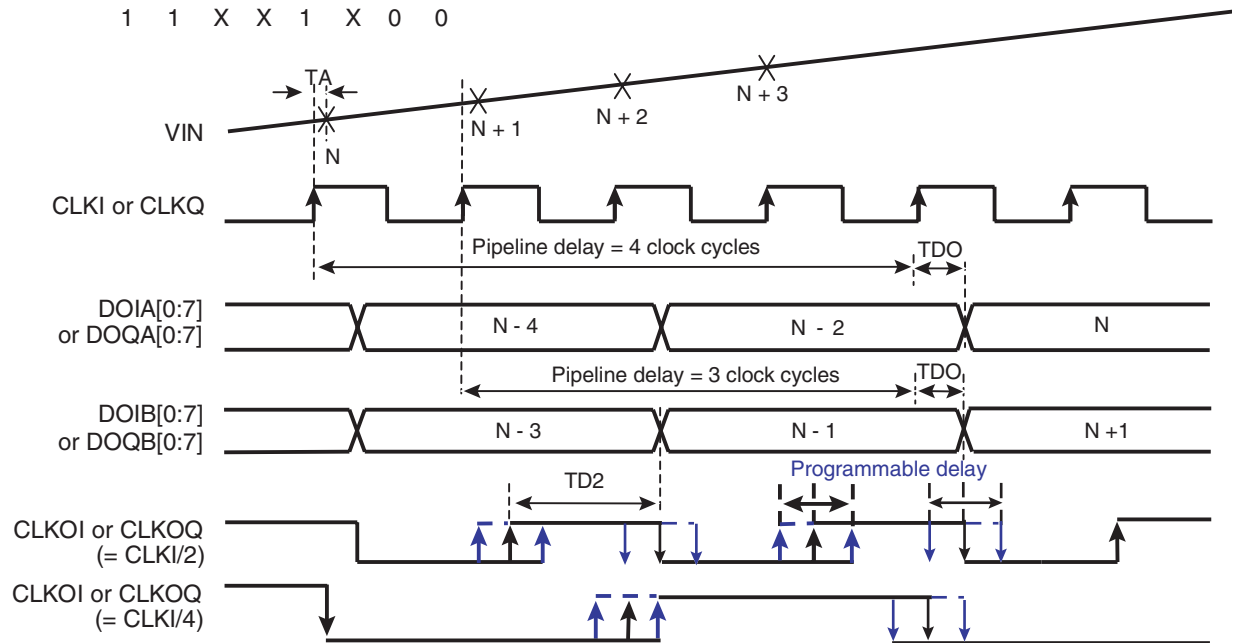 1 1 X X 1 X 0 0
TA
VIN
N
N + 1
N + 2
N + 3
CLKI or CLKQ
Pipeline delay = 4 clock cycles
TDO
DOIA[0:7]
or DOQA[0:7]
N - 4
N - 2
N
Pipeline delay = 3 clock cycles
TDO
DOIB[0:7]
or DOQB[0:7]
N - 3
N - 1
N +1
TD2
Programmable delay
CLKOI or CLKOQ
(= CLKI/2)
CLKOI or CLKOQ
(= CLKI/4)